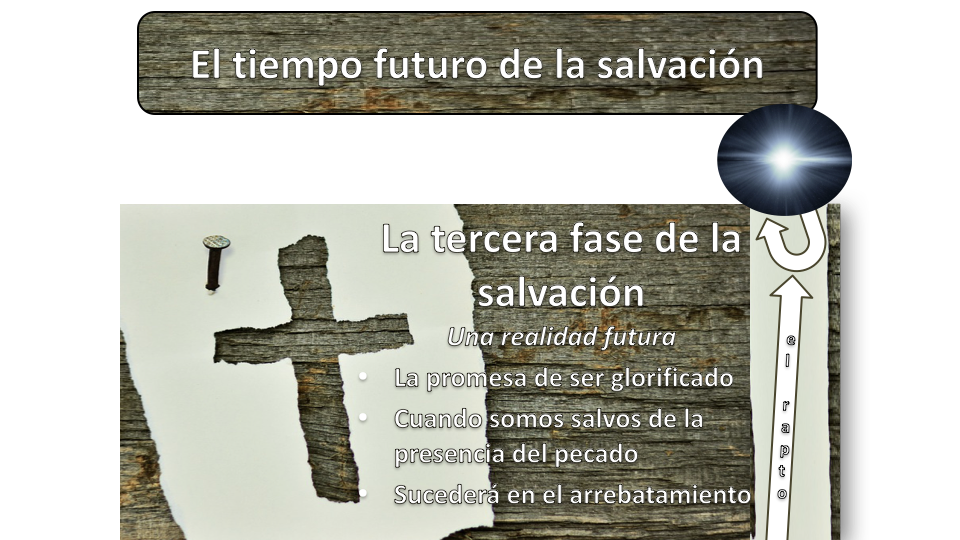 El tiempo futuro de la salvación
La tercera fase de la
salvación
Una realidad futura
• La promesa de ser glorificado
• Cuando somos salvos de la
presencia del pecado
• Sucederá en el arrebatamiento
el rapto